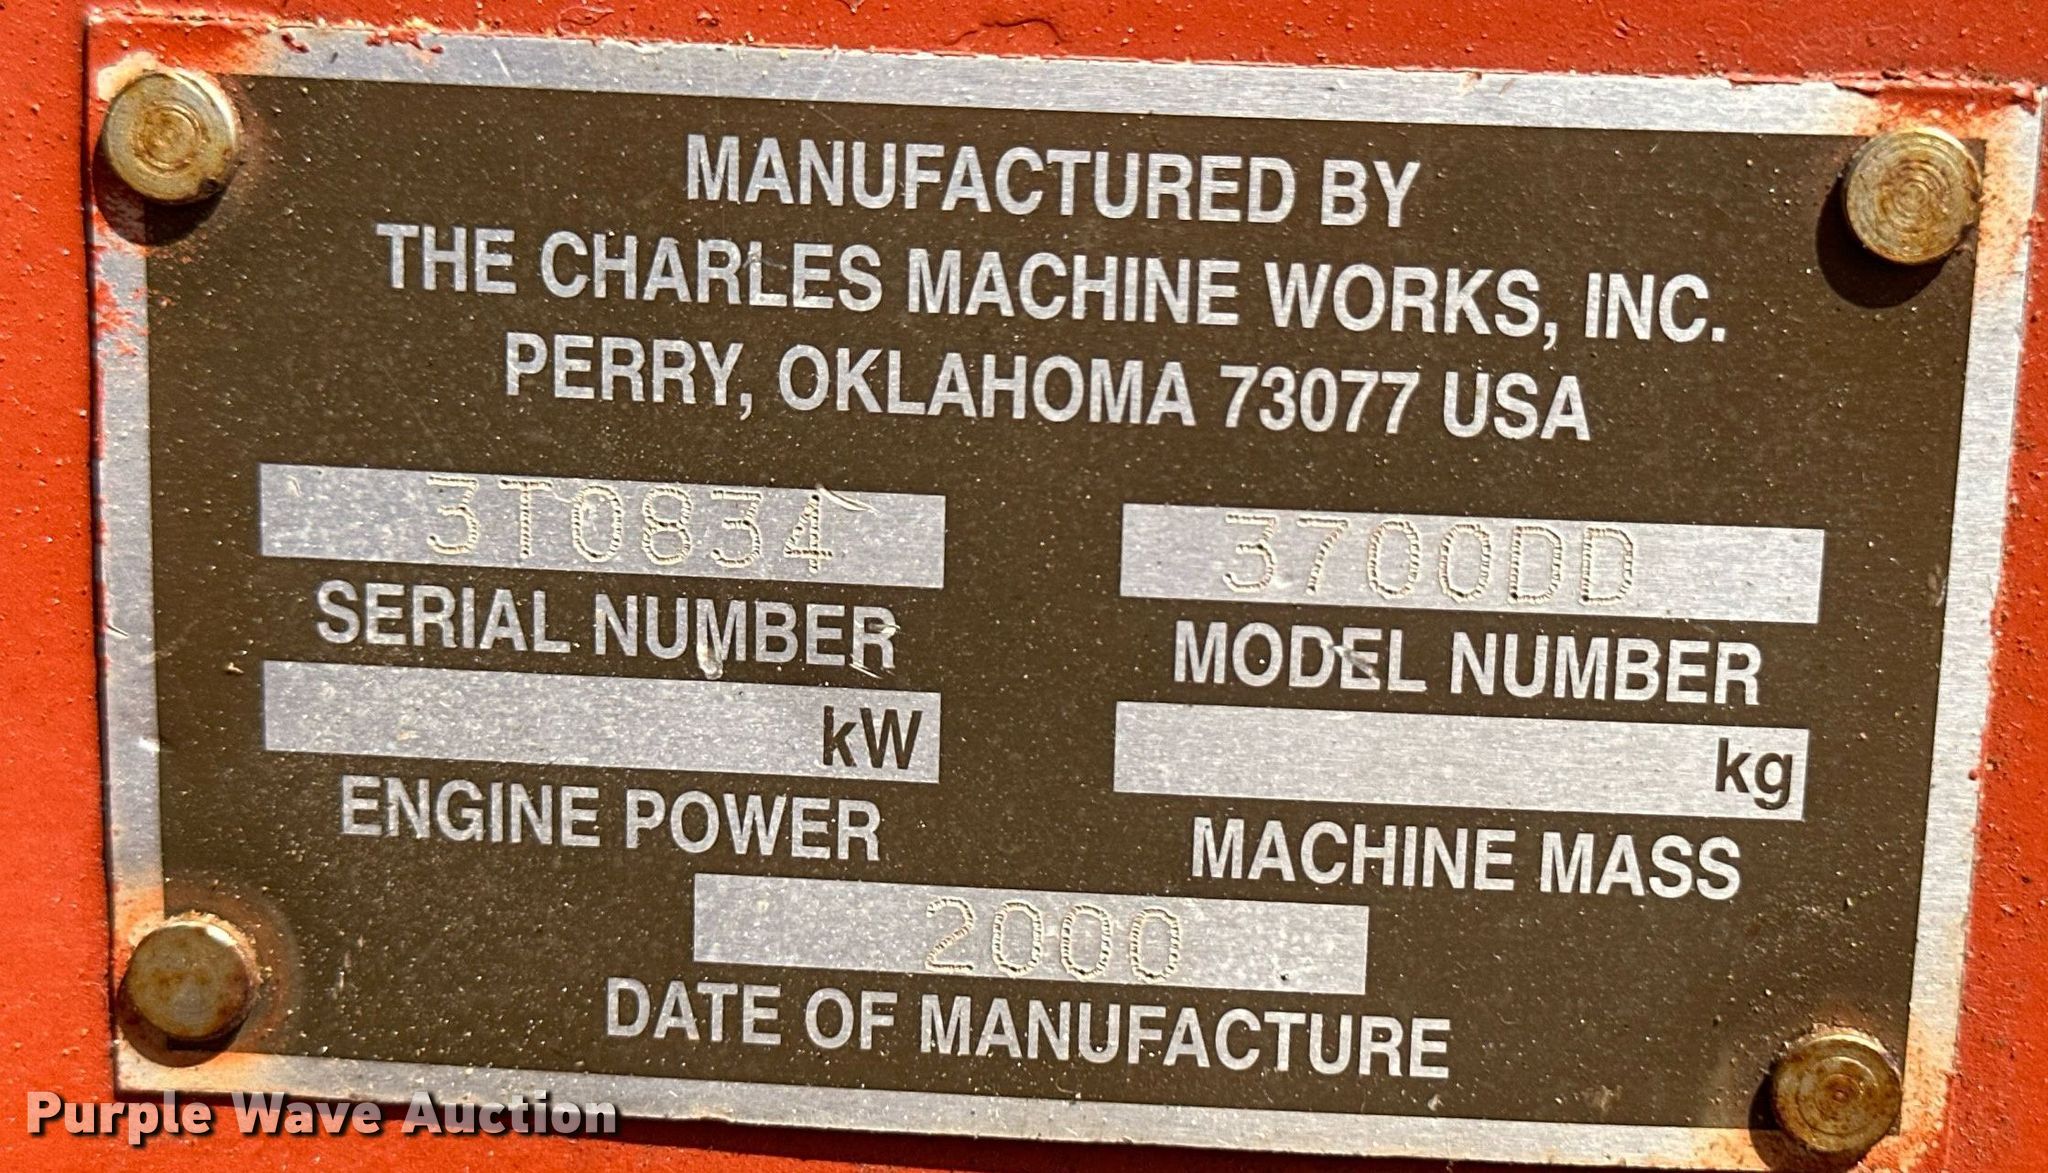 MANUFACTURED BY
THE CHARLES MACHINE WORKS, INC.
PERRY, OKLAHOMA 73077 USA
3T0834 3700DD
SERIAL NUMBER MODEL NUMBER
kW kg
ENGINE POWER MACHINE MASS
2000
DATE OF MANUFACTURE
Purple Wave Auction